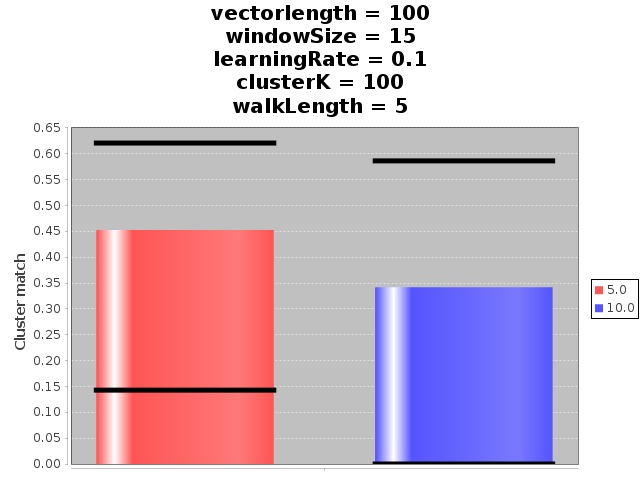 vectorlength = 100
windowSize = 15
learningRate = 0.1
clusterK = 100
walkLength = 5
0.65
0.60
0.55
0.50
0.45
0.40
0.35
0.30
0.25
0.20
0.15
0.10
0.05
0.00
Cluster match
5.0
10.0